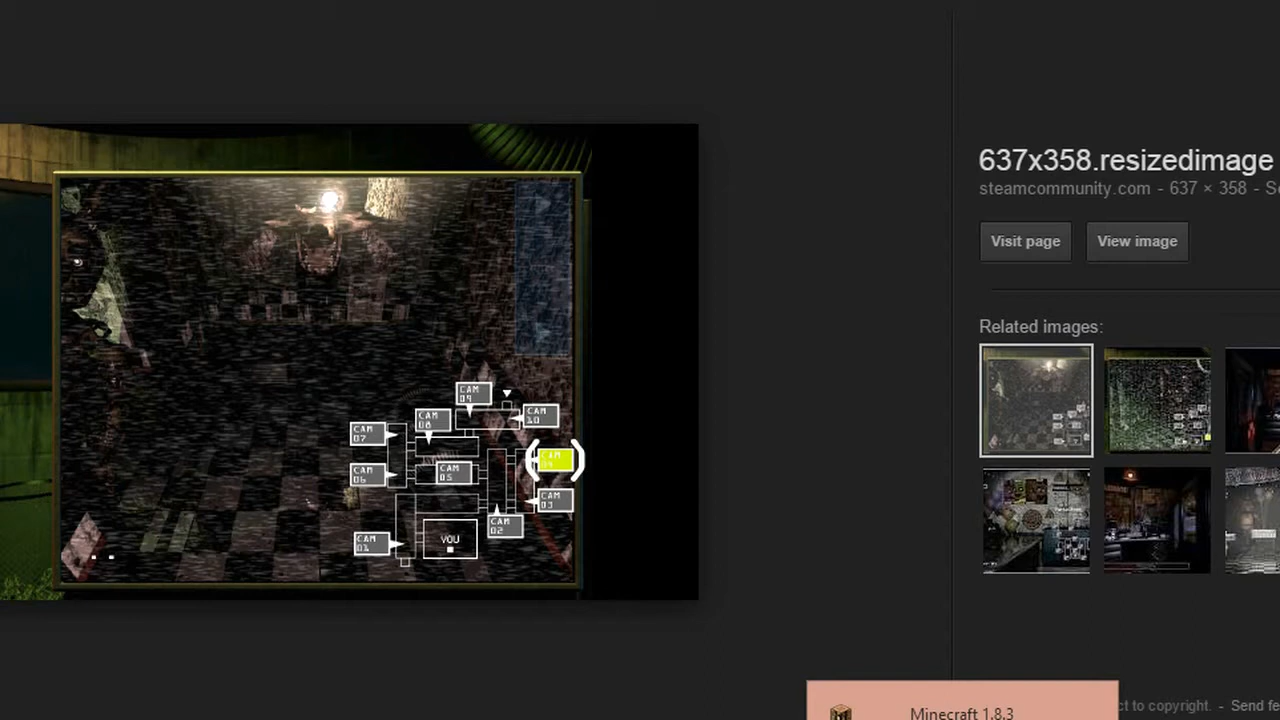 637x358.resizedimage
steamcommunity.com - 637 × 358 - S
Visit page
View image
Related images:
CAM
09
CAM
10
CAM
08
CAM
07
CAM
CAM
05
CAM
06
CAM
03
CAM
02
YOU
CAM
01
Minecraft 1.8.3
ct to copyright. - Send fe